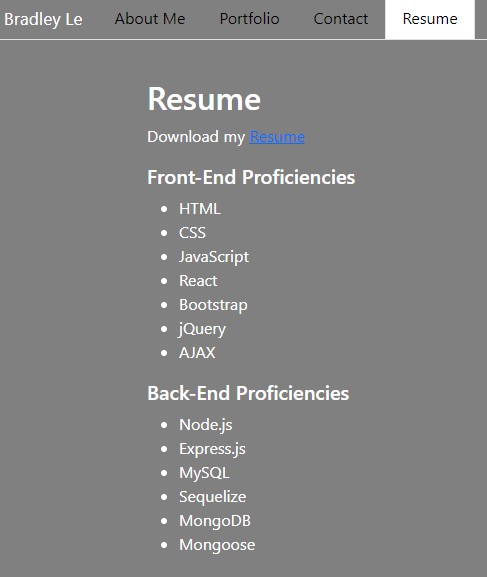 Bradley Le About Me Portfolio Contact Resume
Resume
Download my Resume
Front-End Proficiencies
HTML
CSS
JavaScript
React
Bootstrap
jQuery
AJAX
Back-End Proficiencies
Node.js
Express.js
MySQL
Sequelize
MongoDB
Mongoose